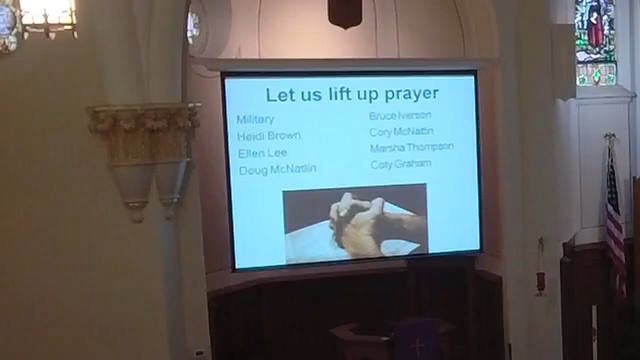 Let us lift up prayer
Military
Heidi Brown
Ellen Lee
Doug McNatlin
Bruce Iverson
Cory McNattin
Marsha Thompson
Coty Graham